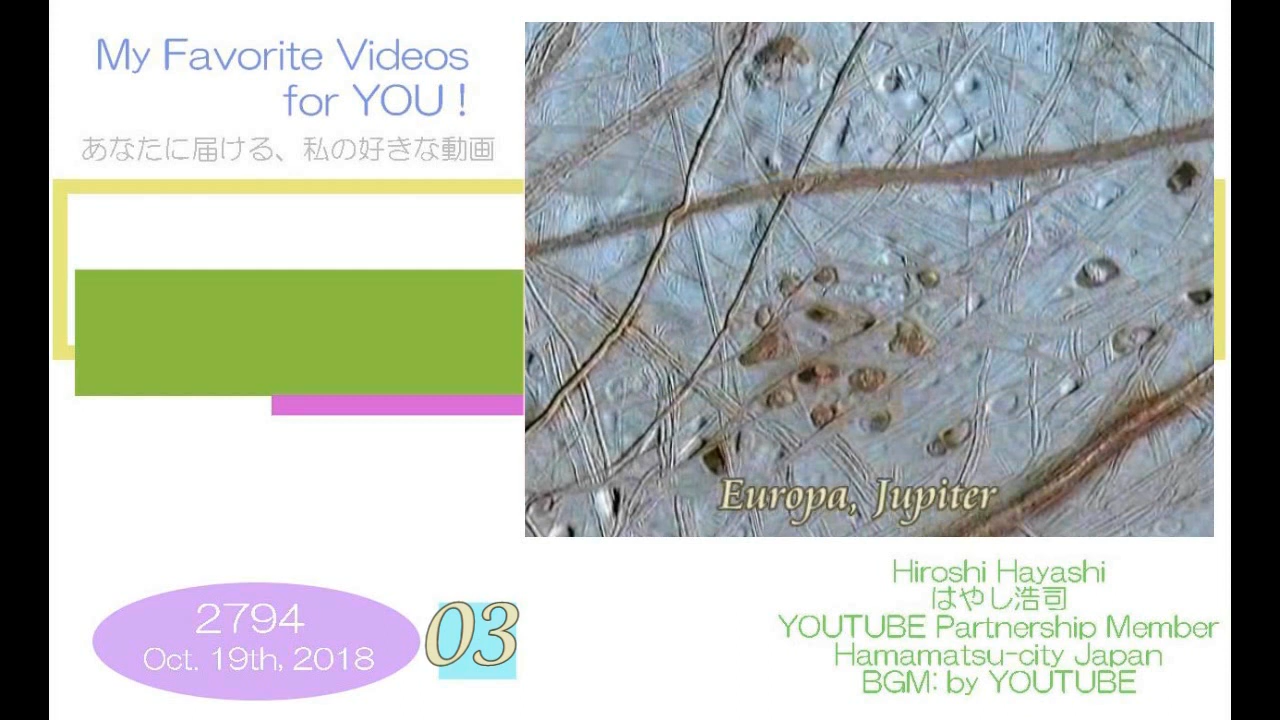 My Favorite Videos
for YOU !
あなたに届ける、私の好きな動画
Europa, Jupiter
2794
Oct. 19th, 2018
03
Hiroshi Hayashi
はやし浩司
YOUTUBE Partnership Member
Hamamatsu-city Japan
BGM: by YOUTUBE